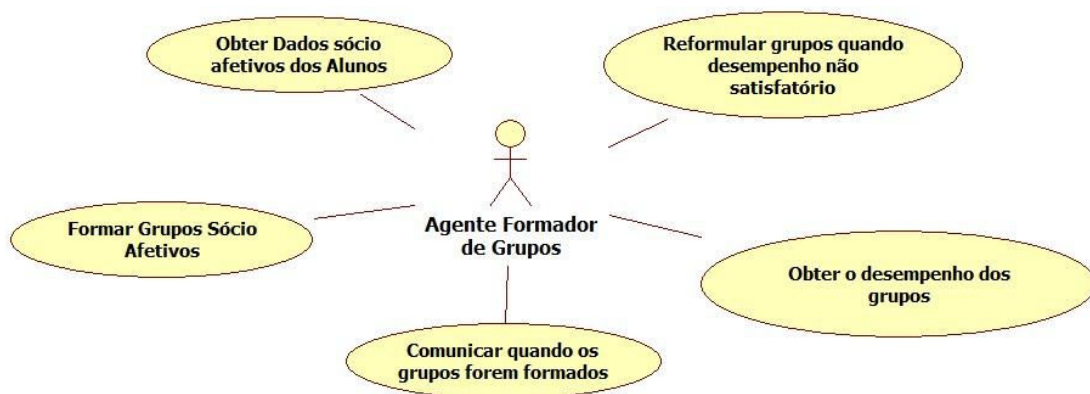 Obter Dados sócio
afetivos dos Alunos
Reformular grupos quando
desempenho não
satisfatório
Agente Formador
de Grupos
Formar Grupos Sócio
Afetivos
Obter o desempenho dos
grupos
Comunicar quando os
grupos forem formados